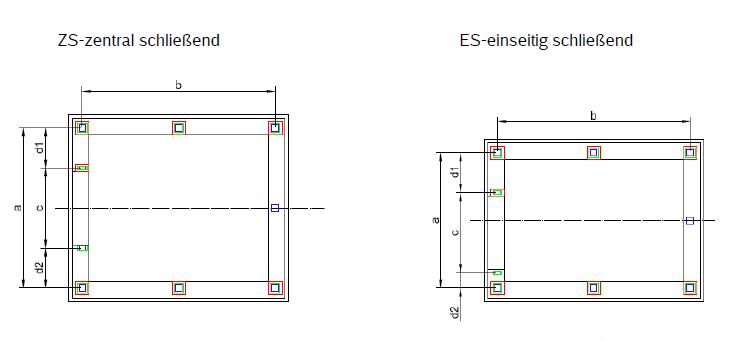 ZS-zentral schließend
ES-einseitig schließend
b
d1
a
c
d2
b
d1
a
c
d2